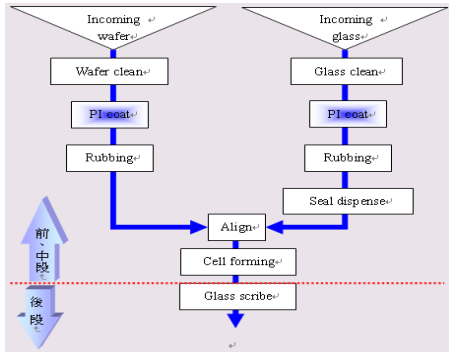 Incoming
wafer
Incoming
glass
Wafer clean
Glass clean
PI coat
PI coat
Rubbing
Rubbing
Seal dispense
Align
Cell forming
Glass scribe
前、中段
後段